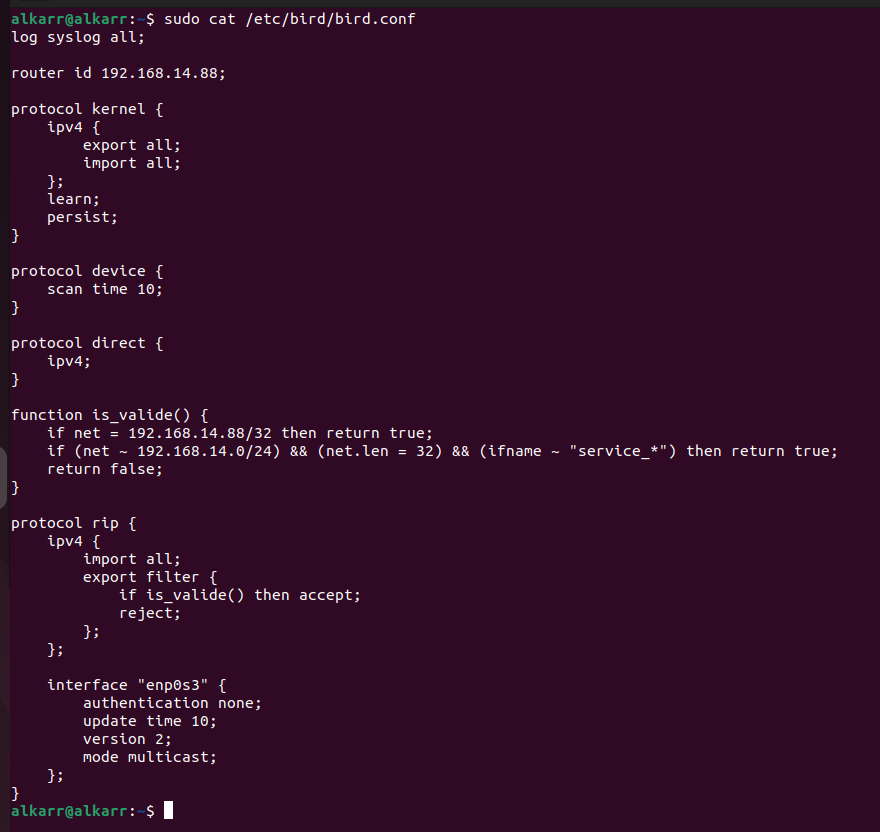 alkarr@alkarr:~$ sudo cat /etc/bird/bird.conf
log syslog all;

router id 192.168.14.88;

protocol kernel {
    ipv4 {
        export all;
        import all;
    };
    learn;
    persist;
}

protocol device {
    scan time 10;
}

protocol direct {
    ipv4;
}

function is_valide() {
    if net = 192.168.14.88/32 then return true;
    if (net ~ 192.168.14.0/24) && (net.len = 32) && (ifname ~ "service_*") then return true;
    return false;
}

protocol rip {
    ipv4 {
        import all;
        export filter {
            if is_valide() then accept;
            reject;
        };
    };

    interface "enp0s3" {
        authentication none;
        update time 10;
        version 2;
        mode multicast;
    };
}
alkarr@alkarr:~$